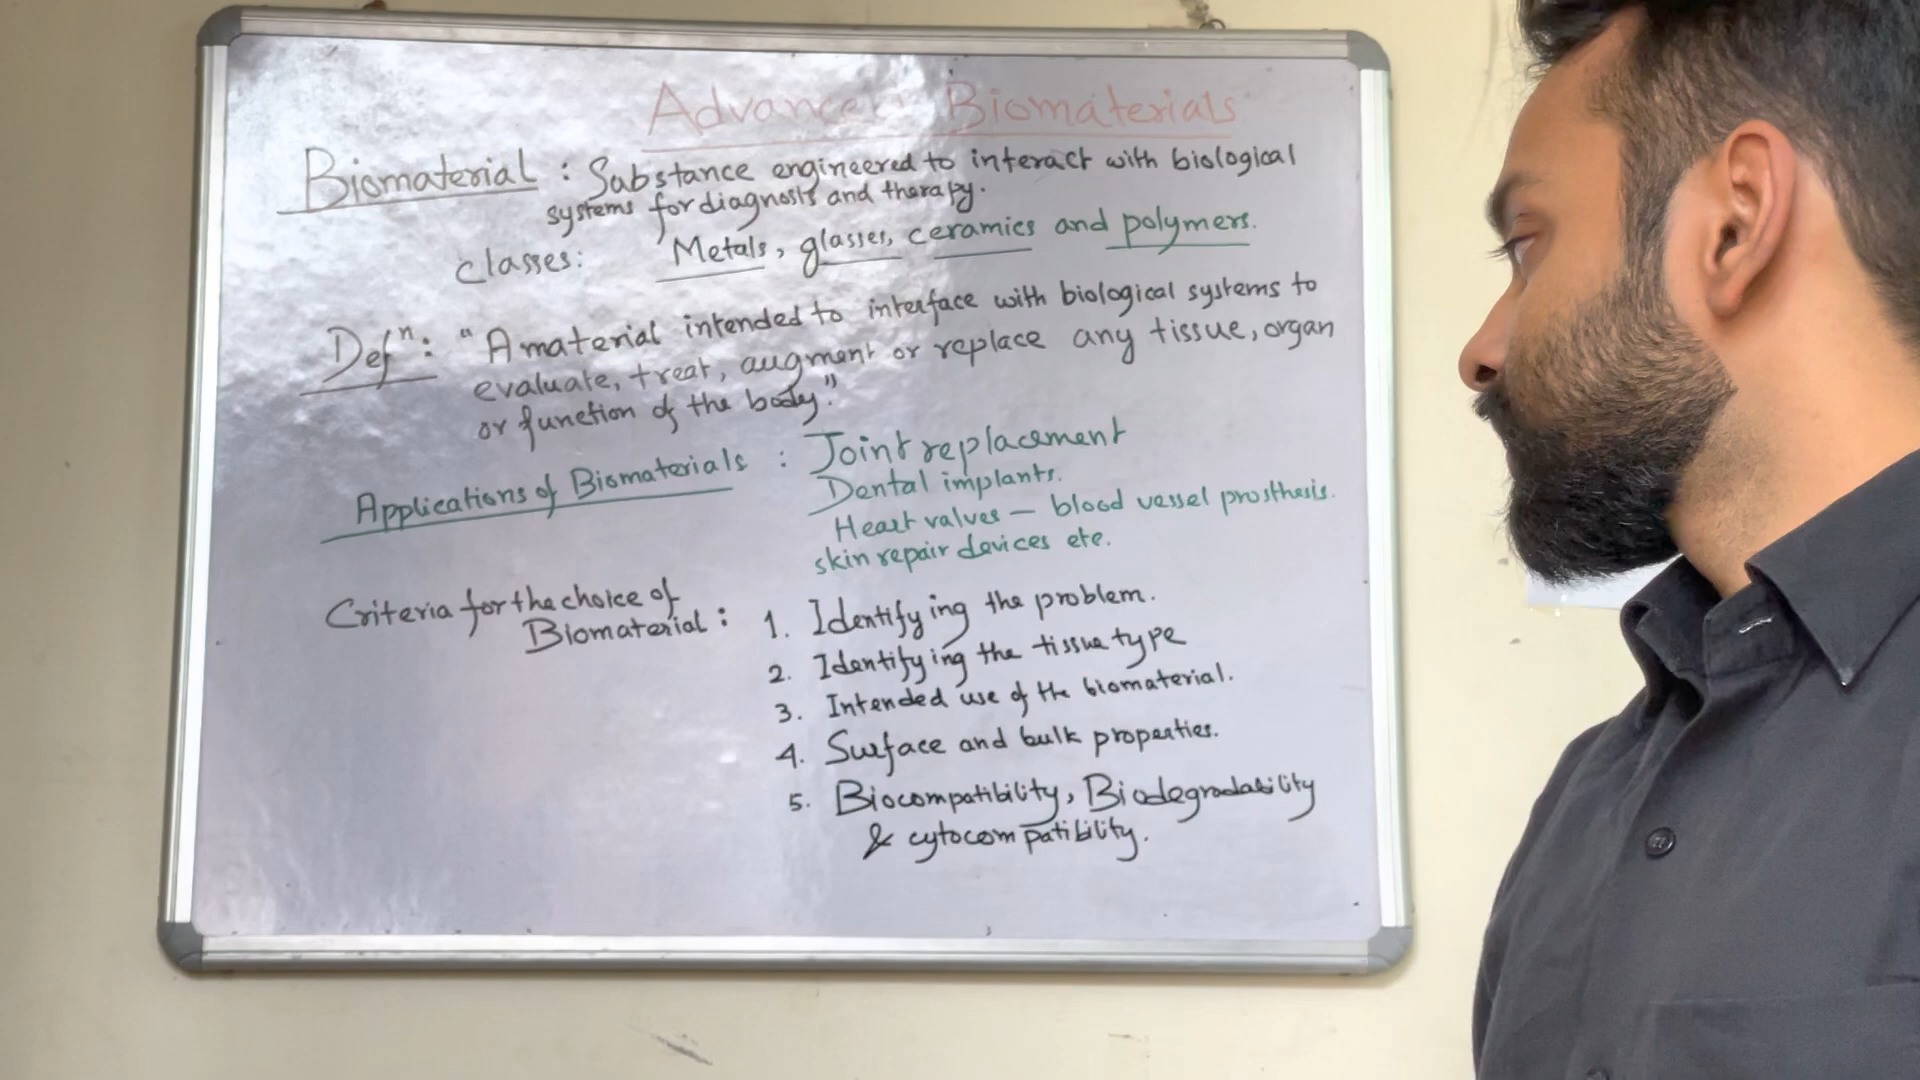 Advanced Biomaterials
Biomaterial : Substance engineered to interact with biological
systems for diagnosis and therapy.
classes: Metals, glasses, ceramics and polymers.
Defⁿ: "A material intended to interface with biological systems to
evaluate, treat, augment or replace any tissue, organ
or function of the body."
Applications of Biomaterials : Joint replacement
Dental implants.
Heart valves – blood vessel prosthesis.
skin repair devices etc.
Criteria for the choice of
Biomaterial : 1. Identifying the problem.
2. Identifying the tissue type
3. Intended use of the biomaterial.
4. Surface and bulk properties.
5. Biocompatibility, Biodegradability
& cytocompatibility.